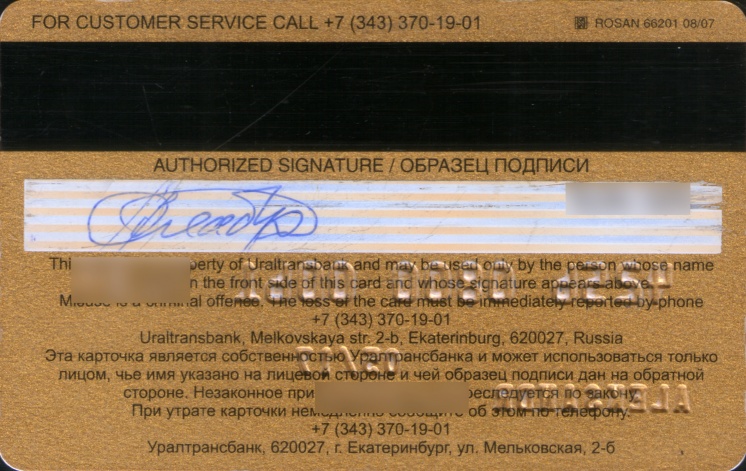 FOR CUSTOMER SERVICE CALL +7 (343) 370-19-01
ROSAN 66201 08/07
AUTHORIZED SIGNATURE / ОБРАЗЕЦ ПОДПИСИ
of Uraltransbank and may be used only by the person whose name
on the front side of this card and whose signature appears above.
Misuse is a criminal offence. The loss of the card must be immediately reported by phone
+7 (343) 370-19-01
Uraltransbank, Melkovskaya str. 2-b, Ekaterinburg, 620027, Russia
Эта карточка является собственностью Уралтрансбанка и может использоваться только
лицом, чье имя указано на лицевой стороне и чей образец подписи дан на обратной
стороне. Незаконное по закону.
При утрате карточки немедленно сообщите об этом по телефону.
+7 (343) 370-19-01
Уралтрансбанк, 620027, г. Екатеринбург, ул. Мельковская, 2-б